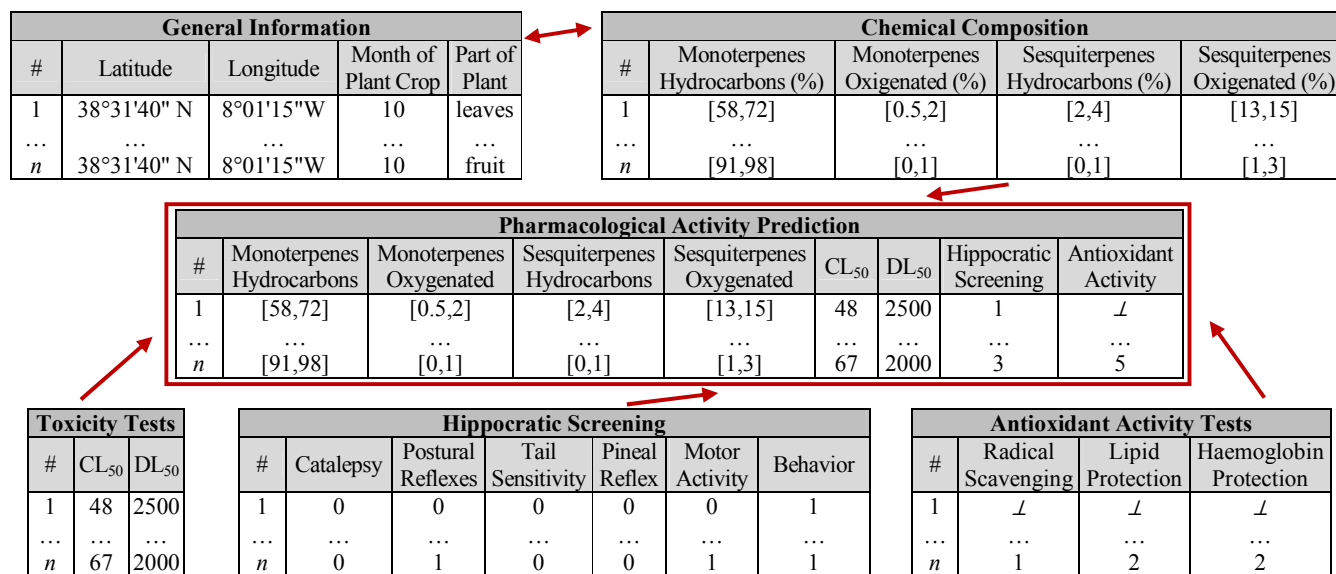 General Information
# Latitude Longitude Month of Plant Crop Part of Plant
1 38°31'40" N 8°01'15"W 10 leaves
… … … … …
n 38°31'40" N 8°01'15"W 10 fruit
Chemical Composition
# Monoterpenes Hydrocarbons (%) Monoterpenes Oxigenated (%) Sesquiterpenes Hydrocarbons (%) Sesquiterpenes Oxigenated (%)
1 [58,72] [0.5,2] [2,4] [13,15]
… … … … …
n [91,98] [0,1] [0,1] [1,3]
Pharmacological Activity Prediction
# Monoterpenes Hydrocarbons Monoterpenes Oxygenated Sesquiterpenes Hydrocarbons Sesquiterpenes Oxygenated CL₅₀ DL₅₀ Hippocratic Screening Antioxidant Activity
1 [58,72] [0.5,2] [2,4] [13,15] 48 2500 1 ⊥
… … … … … … … … …
n [91,98] [0,1] [0,1] [1,3] 67 2000 3 5
Toxicity Tests
# CL₅₀ DL₅₀
1 48 2500
… … …
n 67 2000
Hippocratic Screening
# Catalepsy Postural Reflexes Tail Sensitivity Pineal Reflex Motor Activity Behavior
1 0 0 0 0 0 1
… … … … … … …
n 0 1 0 0 1 1
Antioxidant Activity Tests
# Radical Scavenging Lipid Protection Haemoglobin Protection
1 ⊥ ⊥ ⊥
… … … …
n 1 2 2